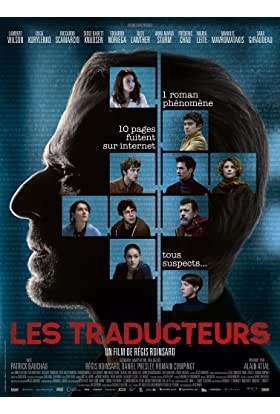 LAMBERT WILSON OLGA KURYLENKO RICCARDO SCAMARCIO SIDSE BABETT KNUDSEN EDUARDO NORIEGA ALEX LAWTHER ANNA MARIA STURM FRÉDÉRIC CHAU MARIA LEITE MANOLIS MAVROMATAKIS SARA GIRAUDEAU
1 roman
phénomène
10 pages
fuitent
sur internet
tous
suspects...
LES TRADUCTEURS
UN FILM DE RÉGIS ROINSARD
PATRICK BAUCHAU
RÉGIS ROINSARD, DANIEL PRESLEY, ROMAIN COMPINGT
ALAIN ATTAL